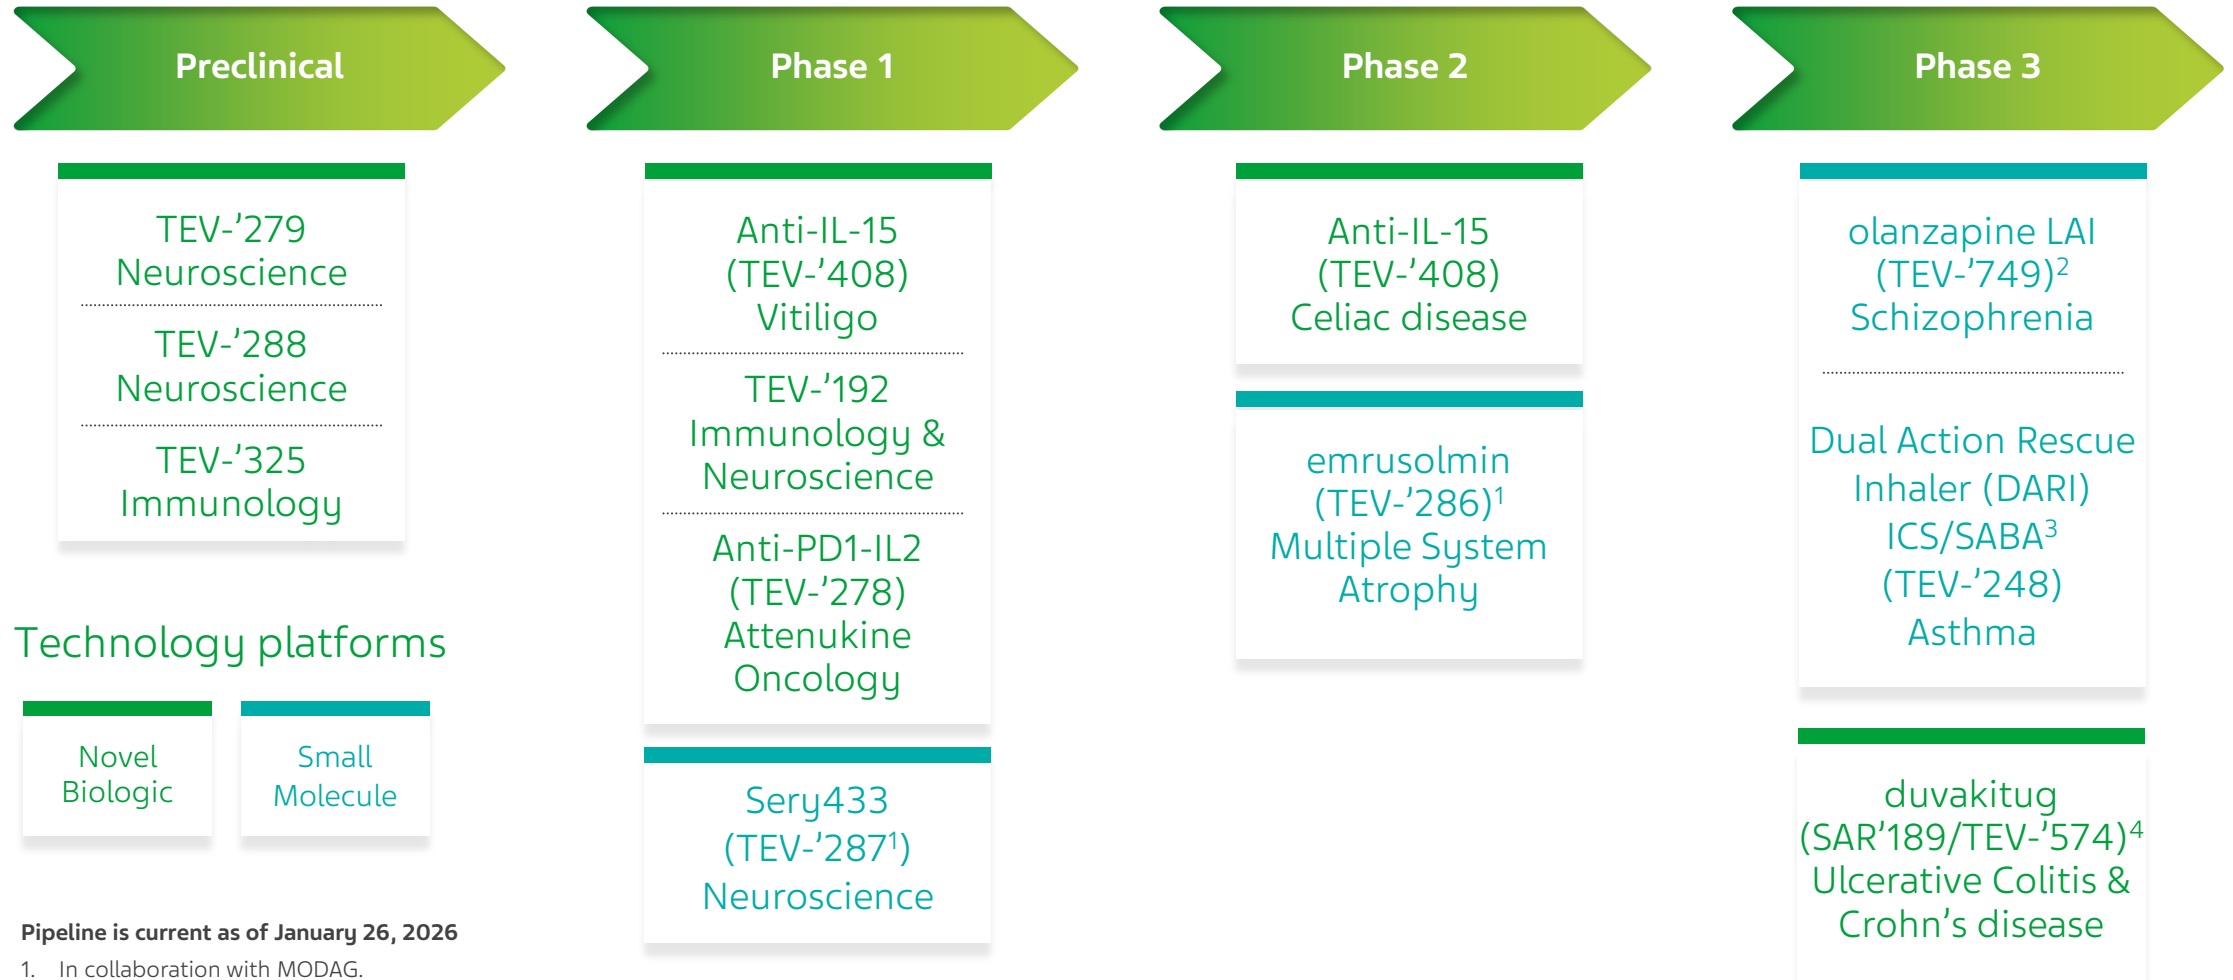 Preclinical
TEV-’279
Neuroscience
TEV-’288
Neuroscience
TEV-’325
Immunology
Technology platforms
Novel
Biologic
Small
Molecule
Pipeline is current as of January 26, 2026
1. In collaboration with MODAG.
Phase 1
Anti-IL-15
(TEV-’408)
Vitiligo
TEV-’192
Immunology &
Neuroscience
Anti-PD1-IL2
(TEV-’278)
Attenukine
Oncology
Sery433
(TEV-’287¹)
Neuroscience
Phase 2
Anti-IL-15
(TEV-’408)
Celiac disease
emrusolmin
(TEV-’286)¹
Multiple System
Atrophy
Phase 3
olanzapine LAI
(TEV-’749)²
Schizophrenia
Dual Action Rescue
Inhaler (DARI)
ICS/SABA³
(TEV-’248)
Asthma
duvakitug
(SAR’189/TEV-’574)⁴
Ulcerative Colitis &
Crohn’s disease